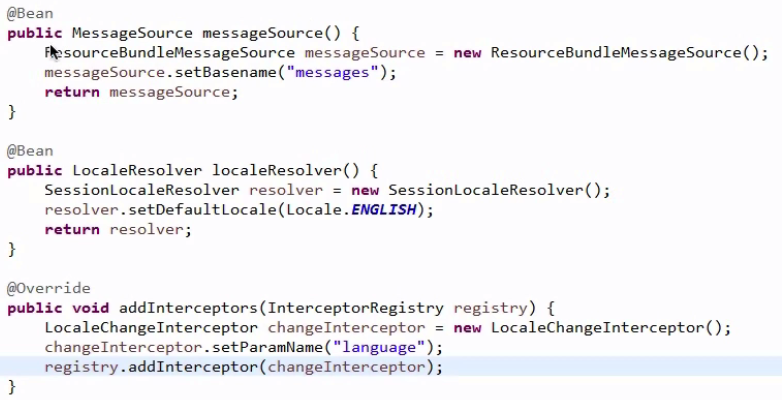 @Bean
public MessageSource messageSource() {
    ResourceBundleMessageSource messageSource = new ResourceBundleMessageSource();
    messageSource.setBasename("messages");
    return messageSource;
}

@Bean
public LocaleResolver localeResolver() {
    SessionLocaleResolver resolver = new SessionLocaleResolver();
    resolver.setDefaultLocale(Locale.ENGLISH);
    return resolver;
}

@Override
public void addInterceptors(InterceptorRegistry registry) {
    LocaleChangeInterceptor changeInterceptor = new LocaleChangeInterceptor();
    changeInterceptor.setParamName("language");
    registry.addInterceptor(changeInterceptor);
}